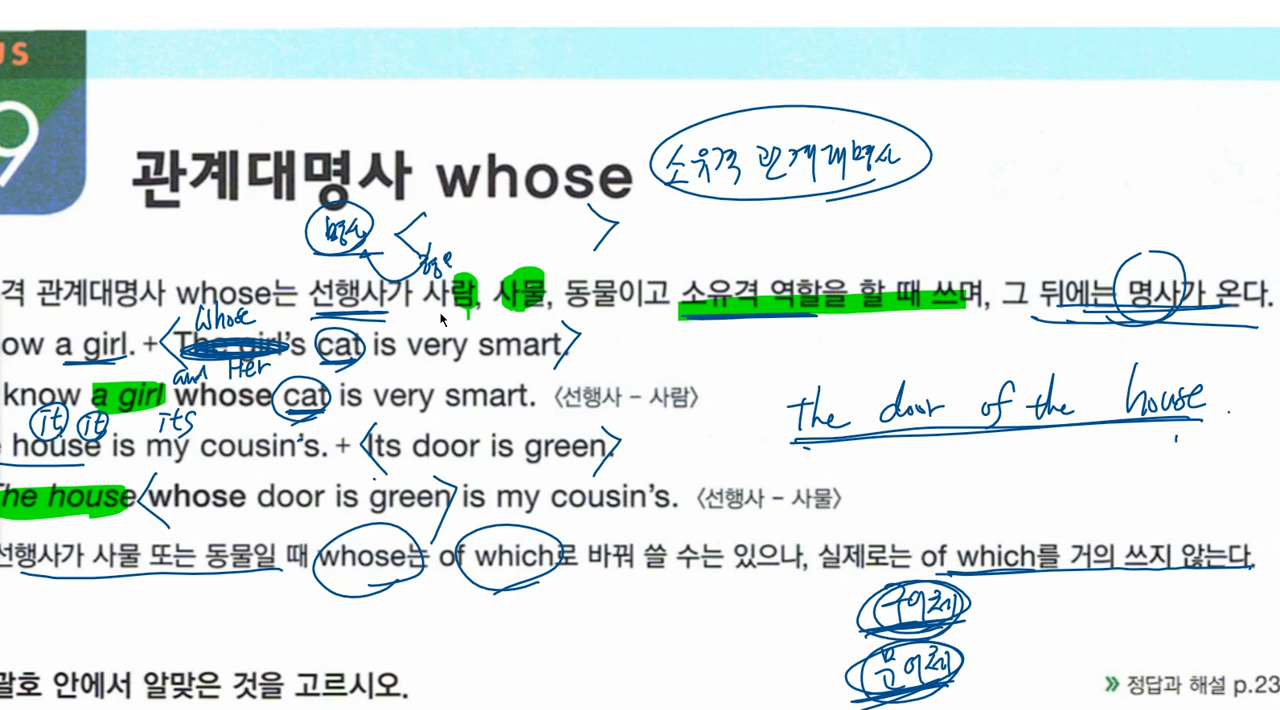 US
9
관계대명사 whose 소유격 관계대명사
명사
격 관계대명사 whose는 선행사가 사람, 사물, 동물이고 소유격 역할을 할 때 쓰며, 그 뒤에는 명사가 온다.
Whose
ow a girl. + The girl's cat is very smart.
and Her
know a girl whose cat is very smart. 〈선행사 – 사람〉
the door of the house.
it it its
house is my cousin's. + Its door is green.
The house whose door is green is my cousin's. 〈선행사 – 사물〉
선행사가 사물 또는 동물일 때 whose는 of which로 바꿔 쓸 수는 있으나, 실제로는 of which를 거의 쓰지 않는다.
구어체
문어체
괄호 안에서 알맞은 것을 고르시오.
» 정답과 해설 p.23